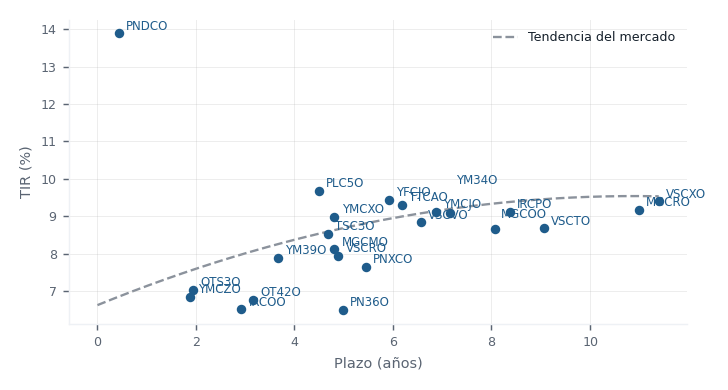 PNDCO
Tendencia del mercado
14
13
12
11
10
9
8
7
TIR (%)
PLC5O
YM34O
YFCJO
TTCAO
VSCXO
YMCXO
YMCJO
IRCPO
MGCRO
VSCVO
MGCOO
TSC3O
VSCTO
MGCMO
VSCRO
YM39O
PNXCO
OTS3O
YMCZO
OT42O
PN36O
0
2
4
6
8
10
Plazo (años)